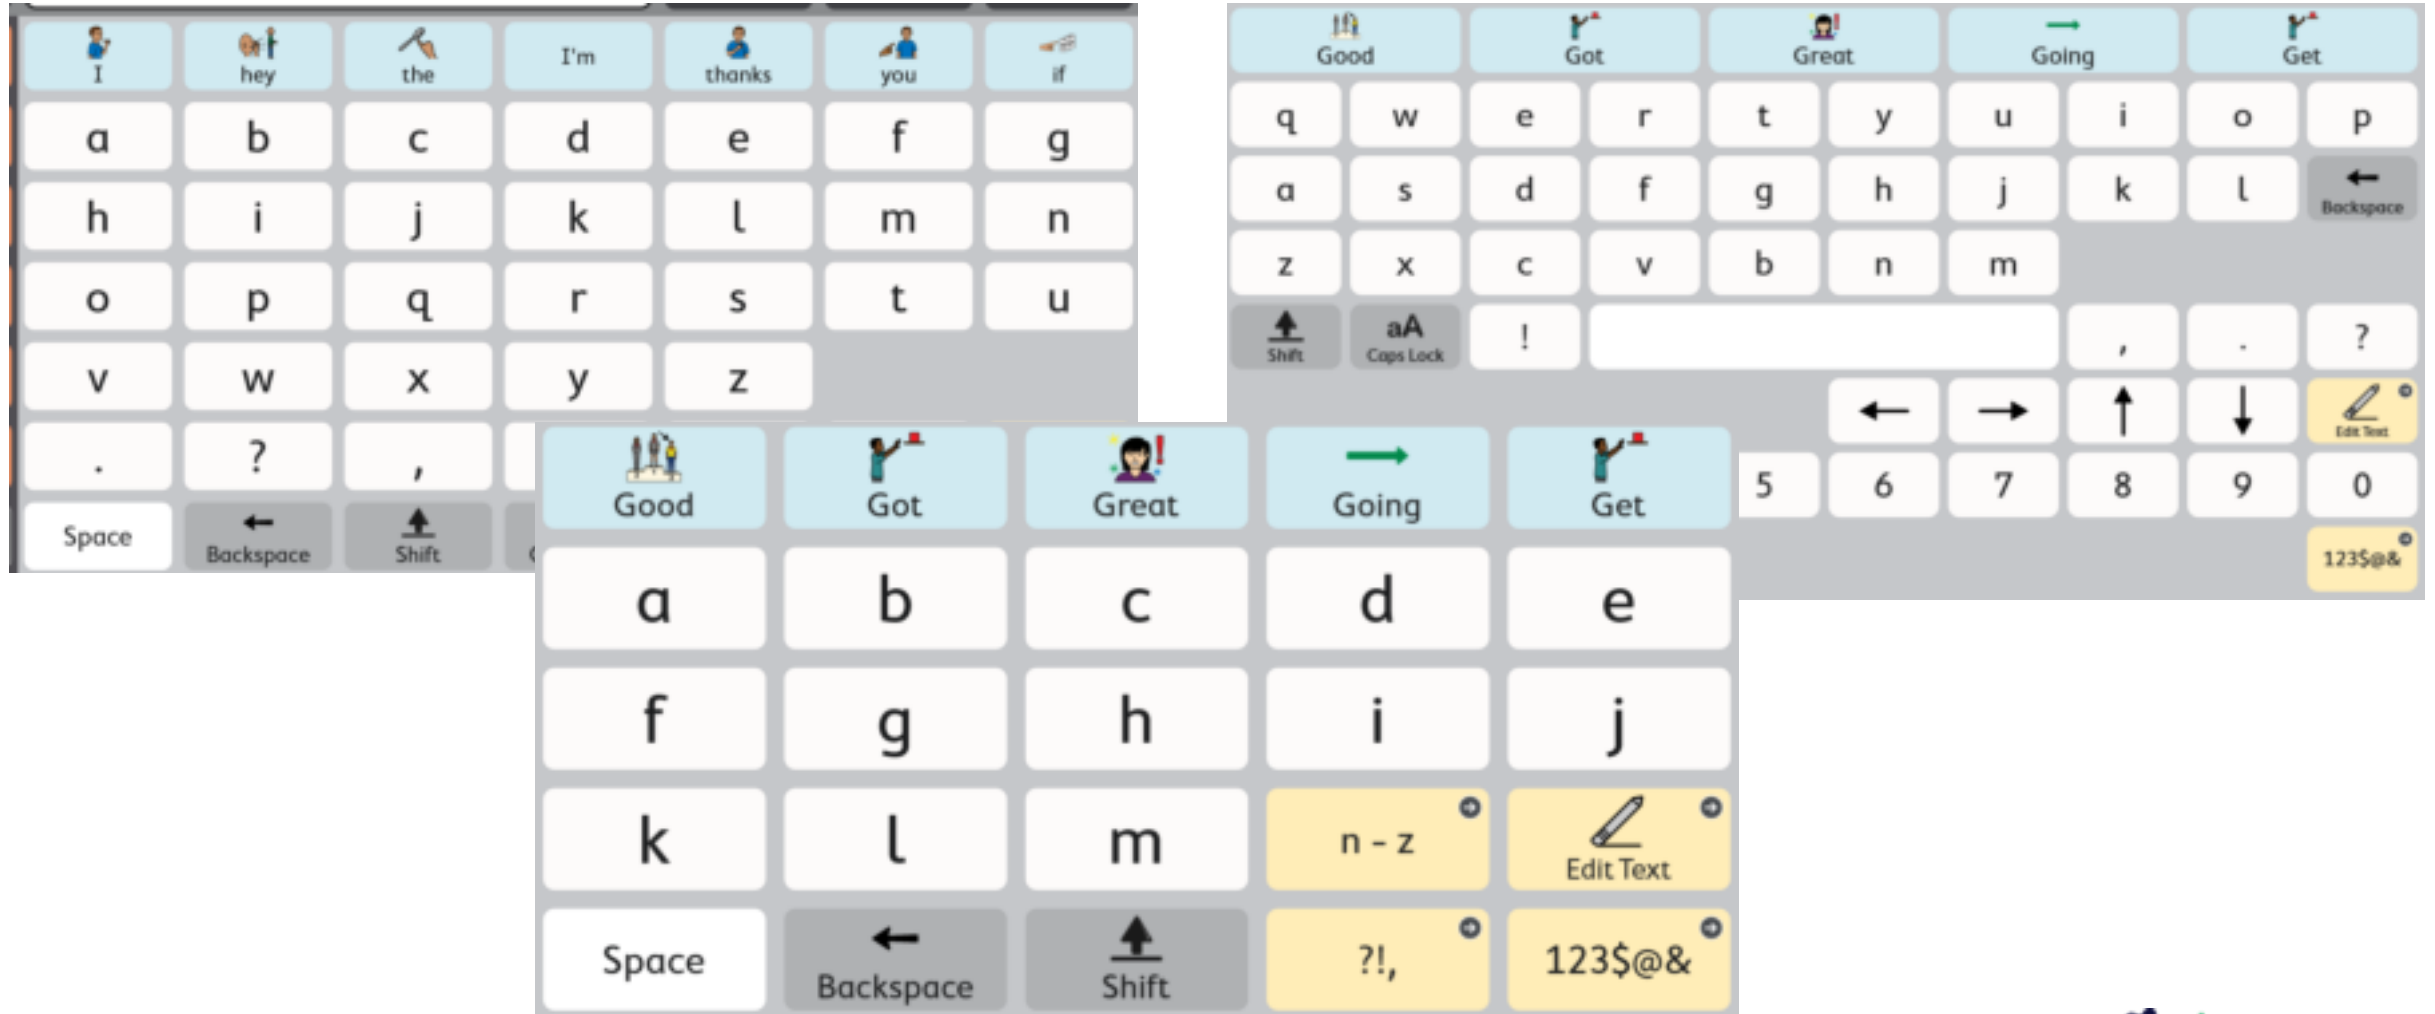 I hey the I'm thanks you if
a b c d e f g
h i j k l m n
o p q r s t u
v w x y z
. ? ,
Space Backspace Shift
Good Got Great Going Get
q w e r t y u i o p
a s d f g h j k l Backspace
z x c v b n m
Shift aA Caps Lock ! , . ?
Edit Text
5 6 7 8 9 0
123$@&
Good Got Great Going Get
a b c d e
f g h i j
k l m n - z Edit Text
Space Backspace Shift ?!, 123$@&